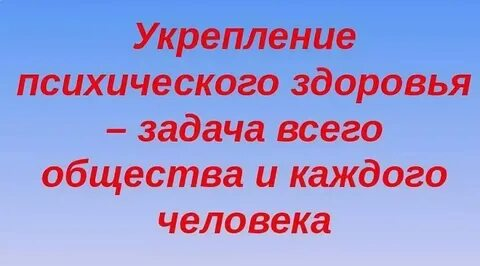 Укрепление
психического здоровья
– задача всего
общества и каждого
человека